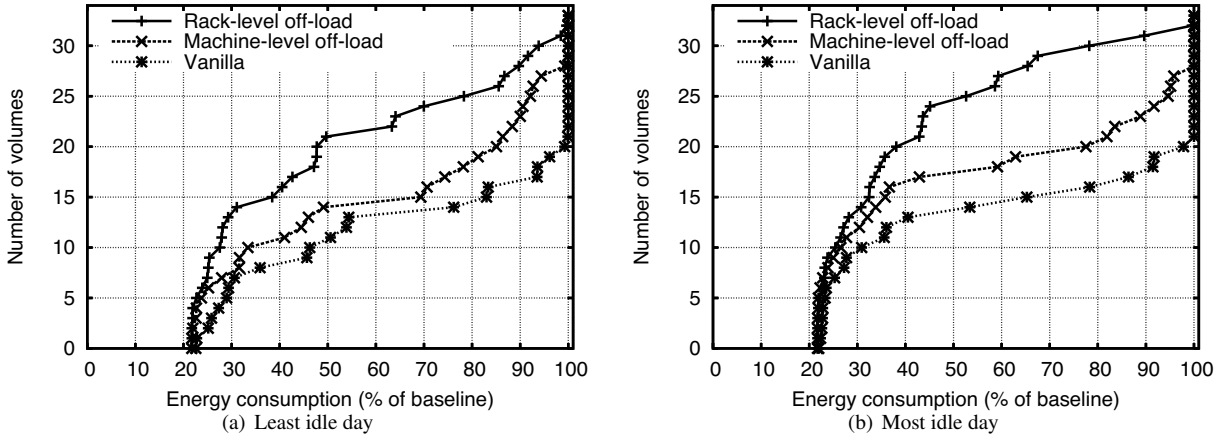 Number of volumes
30
25
20
15
10
5
0
Rack-level off-load
Machine-level off-load
Vanilla
0 10 20 30 40 50 60 70 80 90 100
Energy consumption (% of baseline)
(a) Least idle day
Number of volumes
30
25
20
15
10
5
0
Rack-level off-load
Machine-level off-load
Vanilla
0 10 20 30 40 50 60 70 80 90 100
Energy consumption (% of baseline)
(b) Most idle day